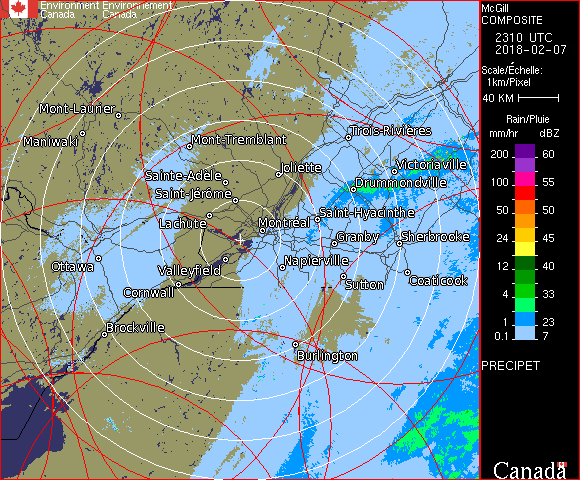 Environment Environnement
Canada Canada
McGill
COMPOSITE
2310 UTC
2018-02-07
Scale/Échelle:
1km/Pixel
40 KM
Rain/Pluie
mm/hr dBZ
200 60
100 55
50 50
24 45
12 40
4 33
1 23
0.1 7
PRECIPET
Canada
Mont-Laurier
Maniwaki
Mont-Tremblant
Trois-Rivières
Sainte-Adèle
Joliette
Victoriaville
Saint-Jérôme
Drummondville
Lachute
Montréal
Saint-Hyacinthe
Granby
Sherbrooke
Ottawa
Valleyfield
Napierville
Cornwall
Sutton
Coaticook
Brockville
Burlington